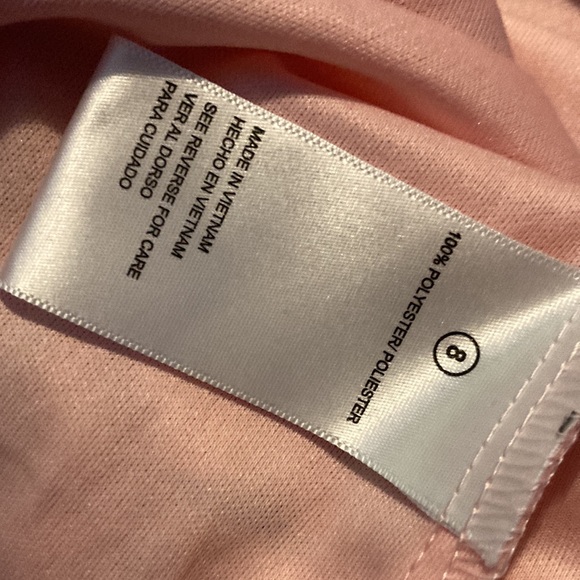 8
100% POLYESTER/ POLIESTER
MADE IN VIETNAM
HECHO EN VIETNAM
SEE REVERSE FOR CARE
VER AL DORSO
PARA CUIDADO